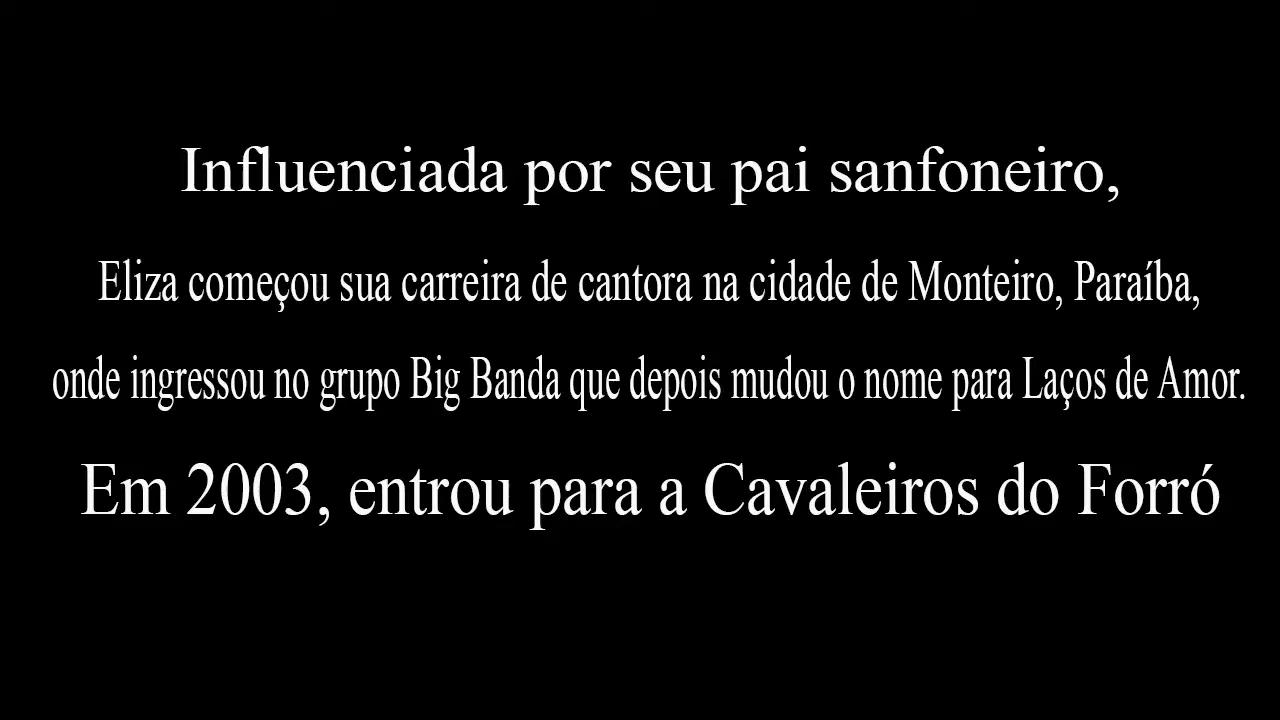 Influenciada por seu pai sanfoneiro,
Eliza começou sua carreira de cantora na cidade de Monteiro, Paraíba,
onde ingressou no grupo Big Banda que depois mudou o nome para Laços de Amor.
Em 2003, entrou para a Cavaleiros do Forró